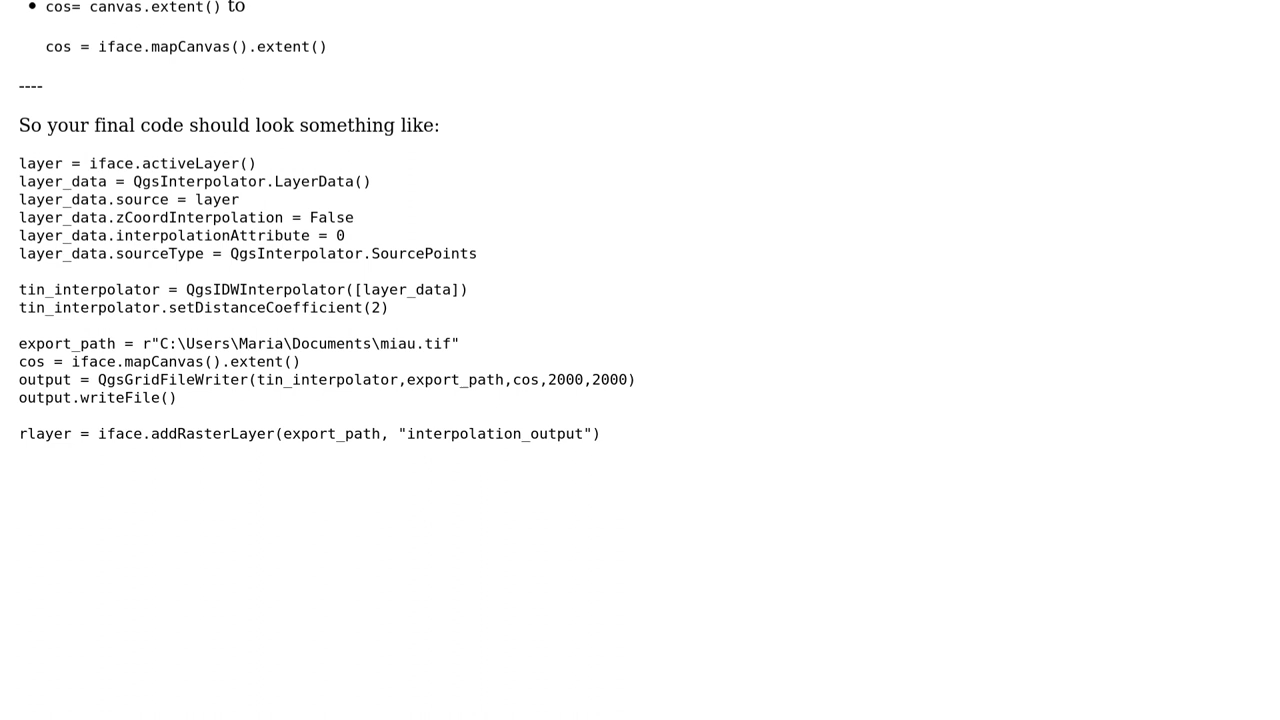 cos= canvas.extent() to
cos = iface.mapCanvas().extent()
----
So your final code should look something like:
layer = iface.activeLayer()
layer_data = QgsInterpolator.LayerData()
layer_data.source = layer
layer_data.zCoordInterpolation = False
layer_data.interpolationAttribute = 0
layer_data.sourceType = QgsInterpolator.SourcePoints
tin_interpolator = QgsIDWInterpolator([layer_data])
tin_interpolator.setDistanceCoefficient(2)
export_path = r"C:\Users\Maria\Documents\miau.tif"
cos = iface.mapCanvas().extent()
output = QgsGridFileWriter(tin_interpolator,export_path,cos,2000,2000)
output.writeFile()
rlayer = iface.addRasterLayer(export_path, "interpolation_output")